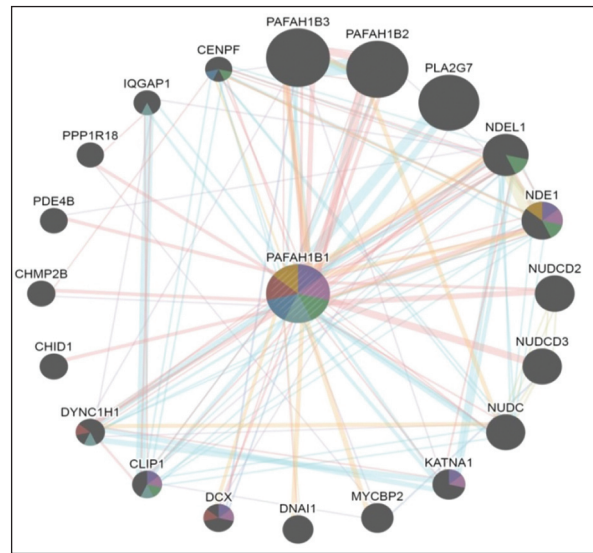 PAFAH1B3
PAFAH1B2
CENPF
PLA2G7
IQGAP1
NDEL1
PPP1R18
NDE1
PDE4B
PAFAH1B1
NUDCD2
CHMP2B
NUDCD3
CHID1
NUDC
DYNC1H1
KATNA1
CLIP1
MYCBP2
DCX
DNAI1